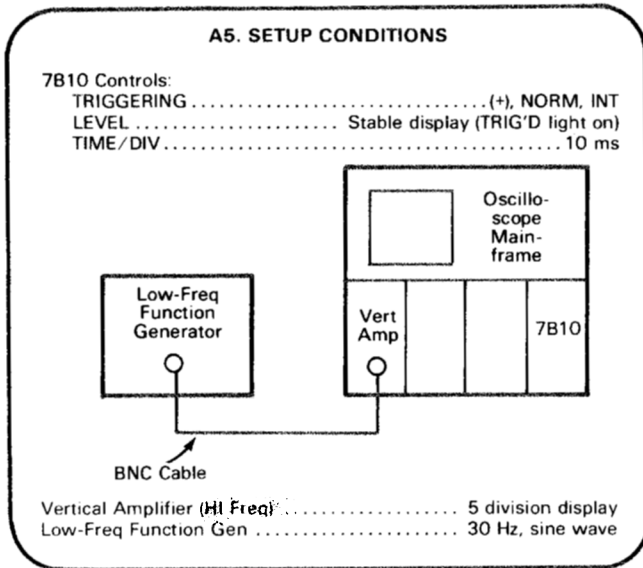 A5. SETUP CONDITIONS
7B10 Controls:
TRIGGERING ................................ (+), NORM, INT
LEVEL ...................... Stable display (TRIG'D light on)
TIME/DIV .......................................... 10 ms
Oscillo-
scope
Main-
frame
Low-Freq
Function
Generator
Vert
Amp
7B10
BNC Cable
Vertical Amplifier (HI Freq) .................. 5 division display
Low-Freq Function Gen ...................... 30 Hz, sine wave